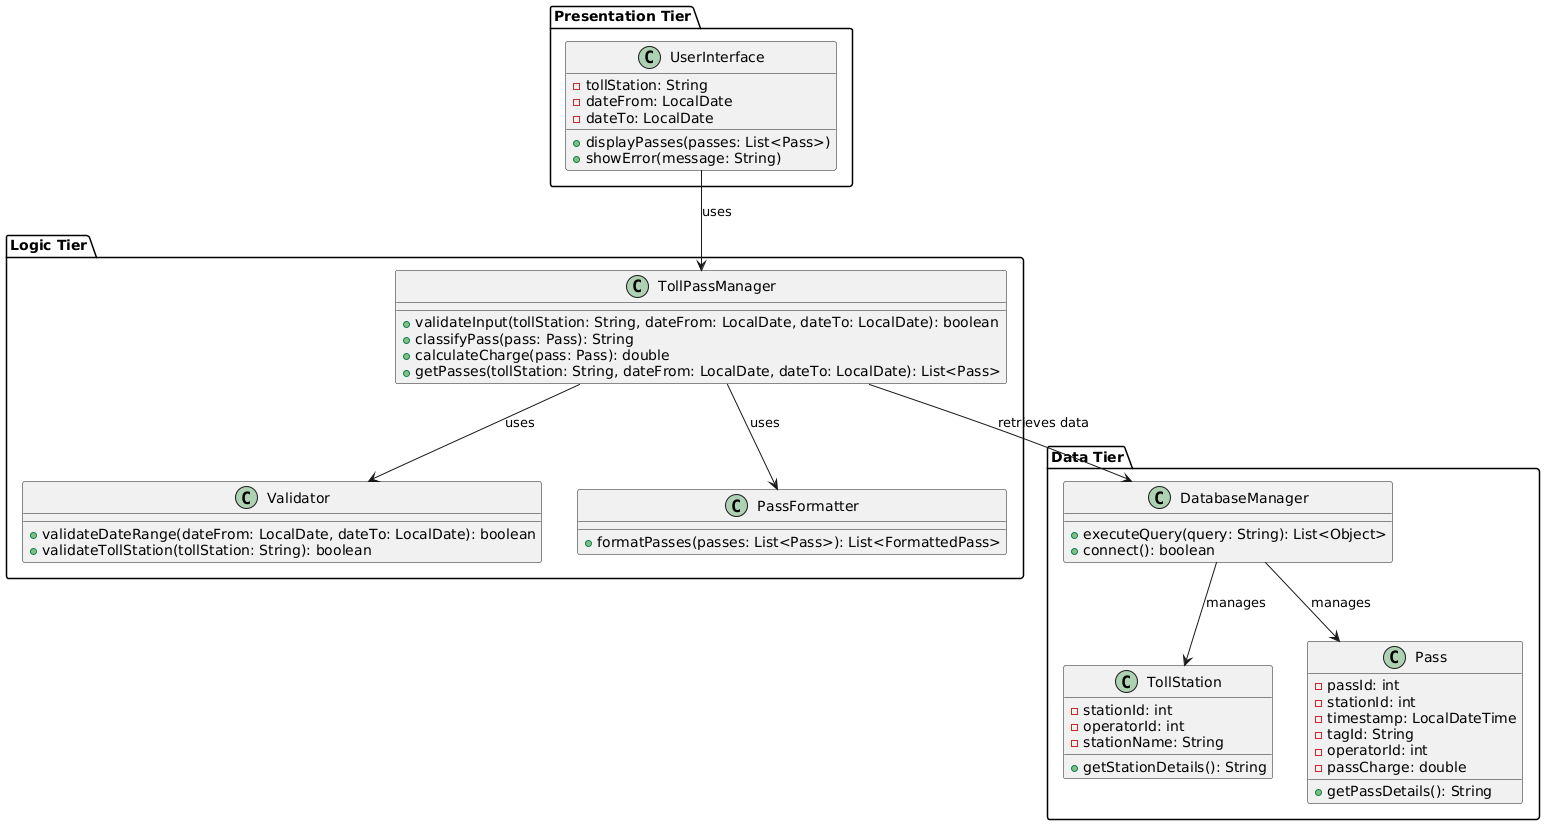 Presentation Tier
C UserInterface
tollStation: String
dateFrom: LocalDate
dateTo: LocalDate
displayPasses(passes: List<Pass>)
showError(message: String)
uses
Logic Tier
C TollPassManager
validateInput(tollStation: String, dateFrom: LocalDate, dateTo: LocalDate): boolean
classifyPass(pass: Pass): String
calculateCharge(pass: Pass): double
getPasses(tollStation: String, dateFrom: LocalDate, dateTo: LocalDate): List<Pass>
uses
uses
retrieves data
C Validator
validateDateRange(dateFrom: LocalDate, dateTo: LocalDate): boolean
validateTollStation(tollStation: String): boolean
C PassFormatter
formatPasses(passes: List<Pass>): List<FormattedPass>
Data Tier
C DatabaseManager
executeQuery(query: String): List<Object>
connect(): boolean
manages
manages
C TollStation
stationId: int
operatorId: int
stationName: String
getStationDetails(): String
C Pass
passId: int
stationId: int
timestamp: LocalDateTime
tagId: String
operatorId: int
passCharge: double
getPassDetails(): String